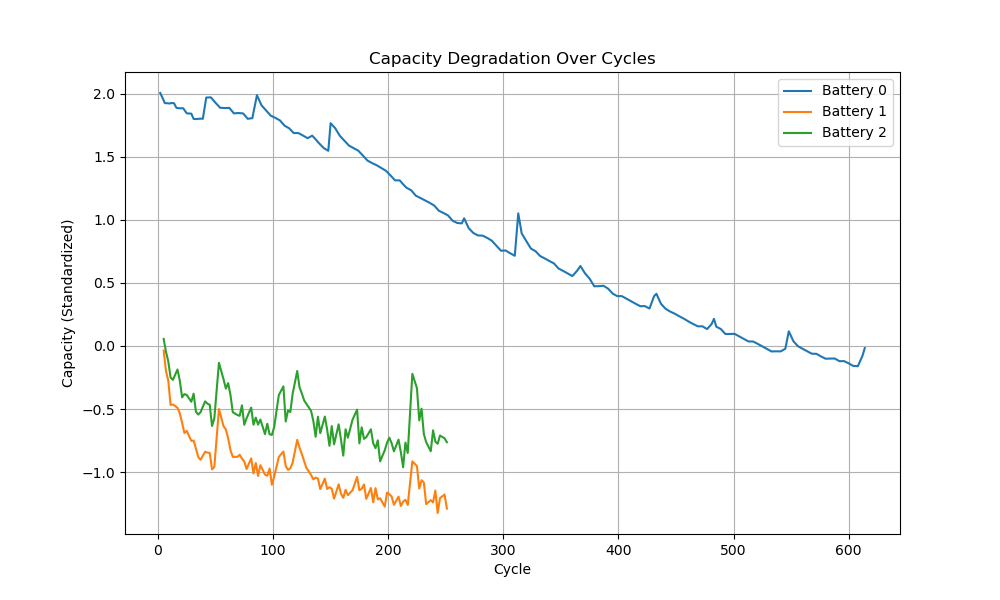 Capacity Degradation Over Cycles
Battery 0
Battery 1
Battery 2
Capacity (Standardized)
2.0
1.5
1.0
0.5
0.0
−0.5
−1.0
0 100 200 300 400 500 600
Cycle